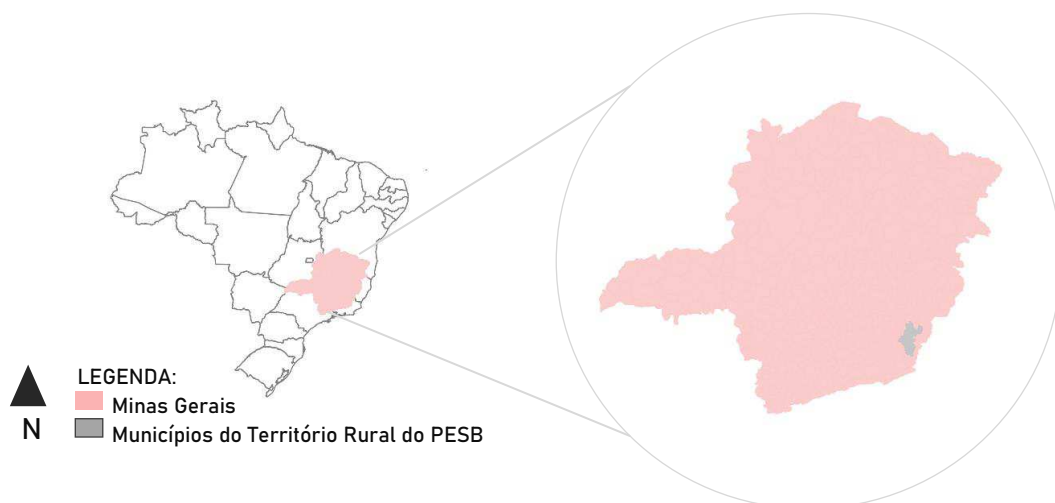 LEGENDA:
Minas Gerais
N
Municípios do Território Rural do PESB